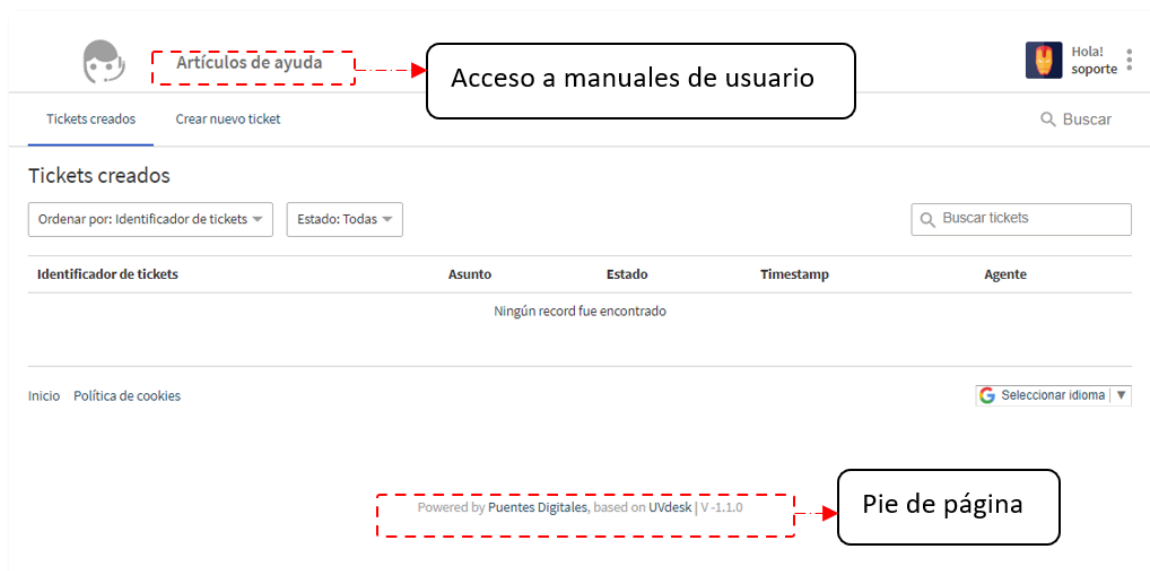 Artículos de ayuda
Acceso a manuales de usuario
Hola!
soporte
Tickets creados
Crear nuevo ticket
Buscar
Tickets creados
Ordenar por: Identificador de tickets
Estado: Todas
Buscar tickets
Identificador de tickets
Asunto
Estado
Timestamp
Agente
Ningún record fue encontrado
Inicio
Política de cookies
G Seleccionar idioma
Powered by Puentes Digitales, based on UVdesk | V -1.1.0
Pie de página